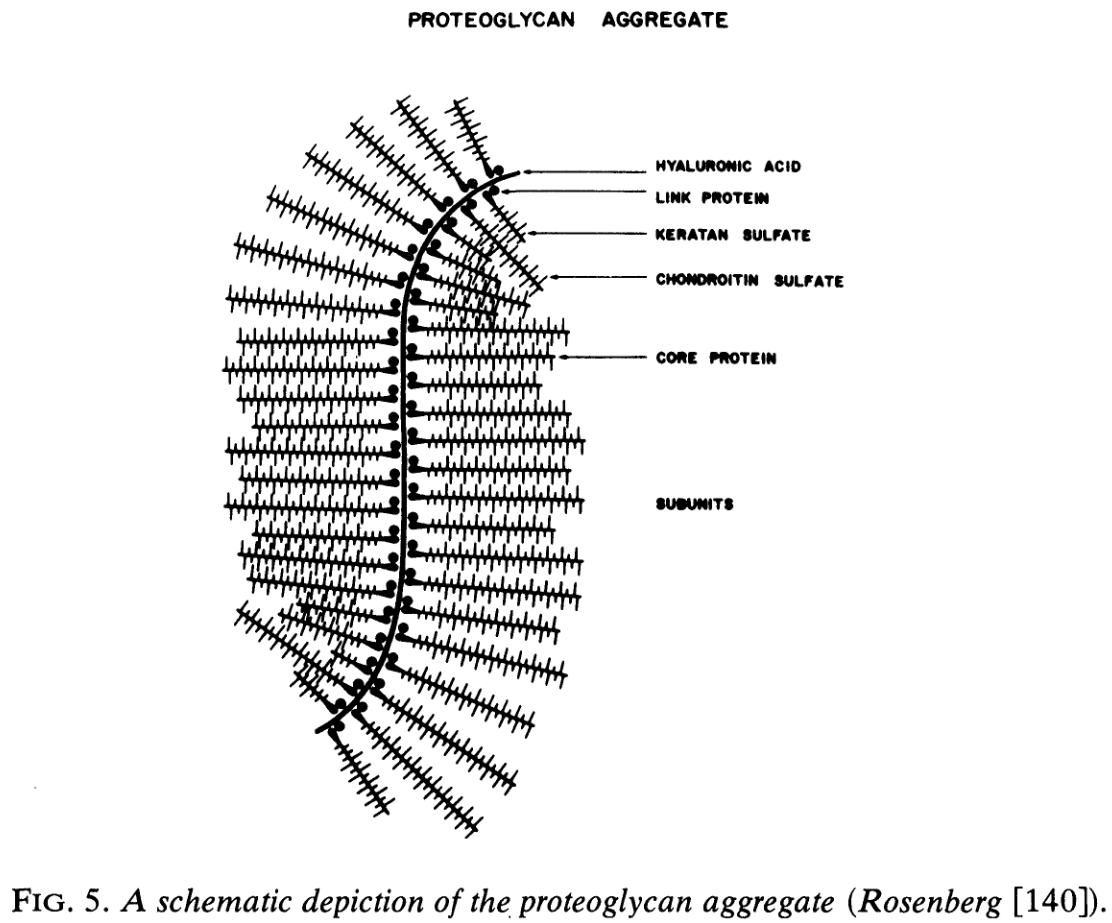 PROTEOGLYCAN AGGREGATE
HYALURONIC ACID
LINK PROTEIN
KERATAN SULFATE
CHONDROITIN SULFATE
CORE PROTEIN
SUBUNITS
FIG. 5. A schematic depiction of the proteoglycan aggregate (Rosenberg [140]).